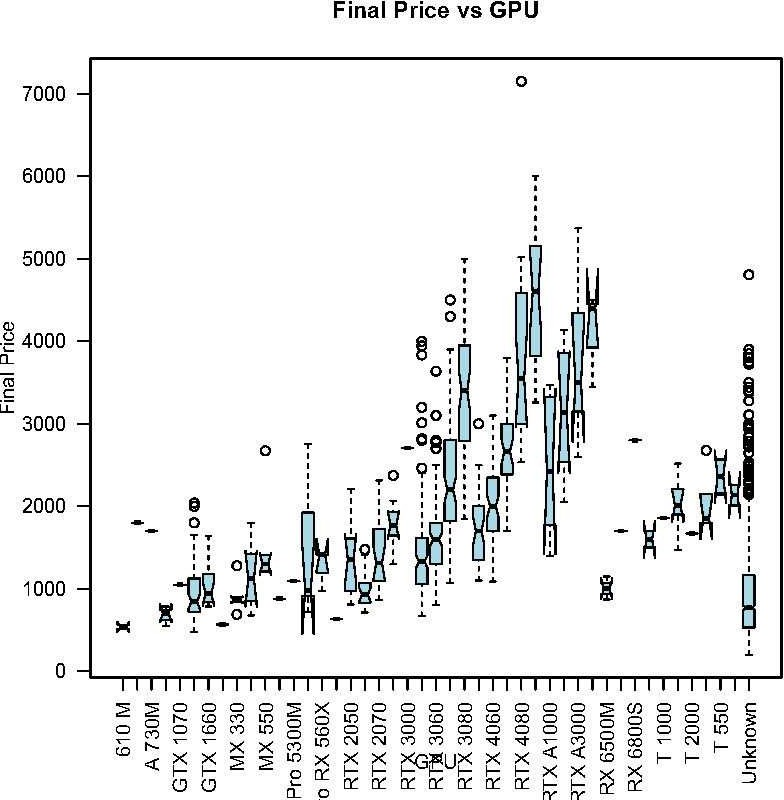 Final Price vs GPU
7000
6000
5000
4000
3000
2000
1000
0
Final Price
610 M
A 730M
GTX 1070
GTX 1660
MX 330
MX 550
Pro 5300M
o RX 560X
RTX 2050
RTX 2070
RTX 3000
RTX 3060
RTX 3080
RTX 4060
RTX 4080
RTX A1000
RTX A3000
RX 6500M
RX 6800S
T 1000
T 2000
T 550
Unknown
GPU